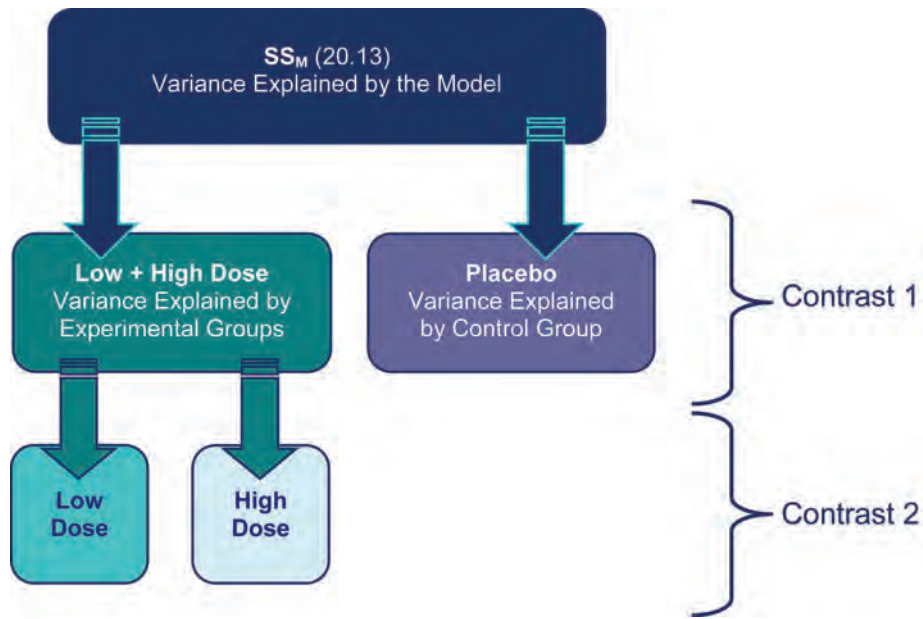 SSM (20.13)
Variance Explained by the Model
Low + High Dose
Variance Explained by
Experimental Groups
Placebo
Variance Explained
by Control Group
Contrast 1
Low
Dose
High
Dose
Contrast 2